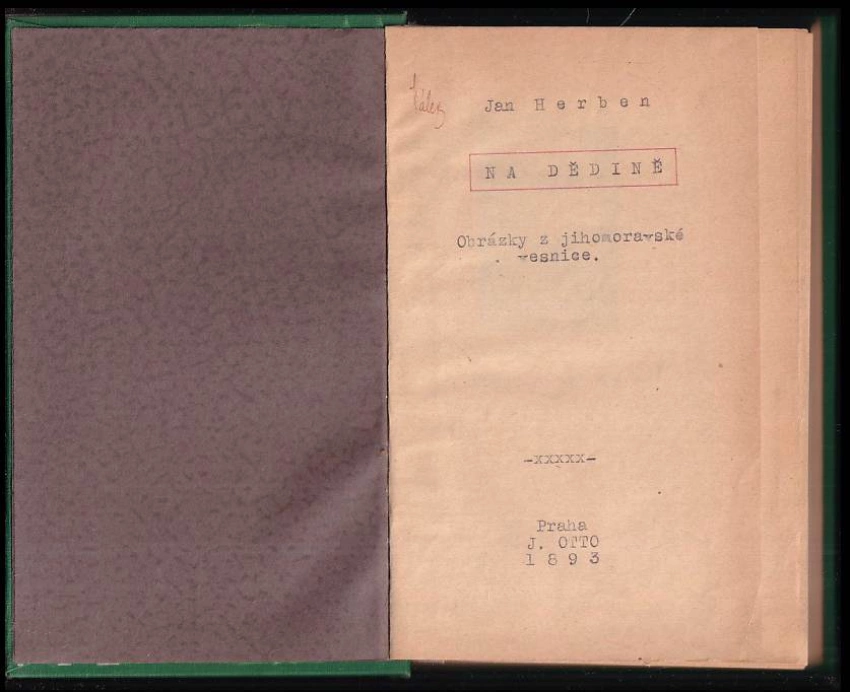 Jan Herben
NA DĚDINĚ
Obrázky z jihomoravské
vesnice.
-xxxxx-
Praha
J. OTTO
1893